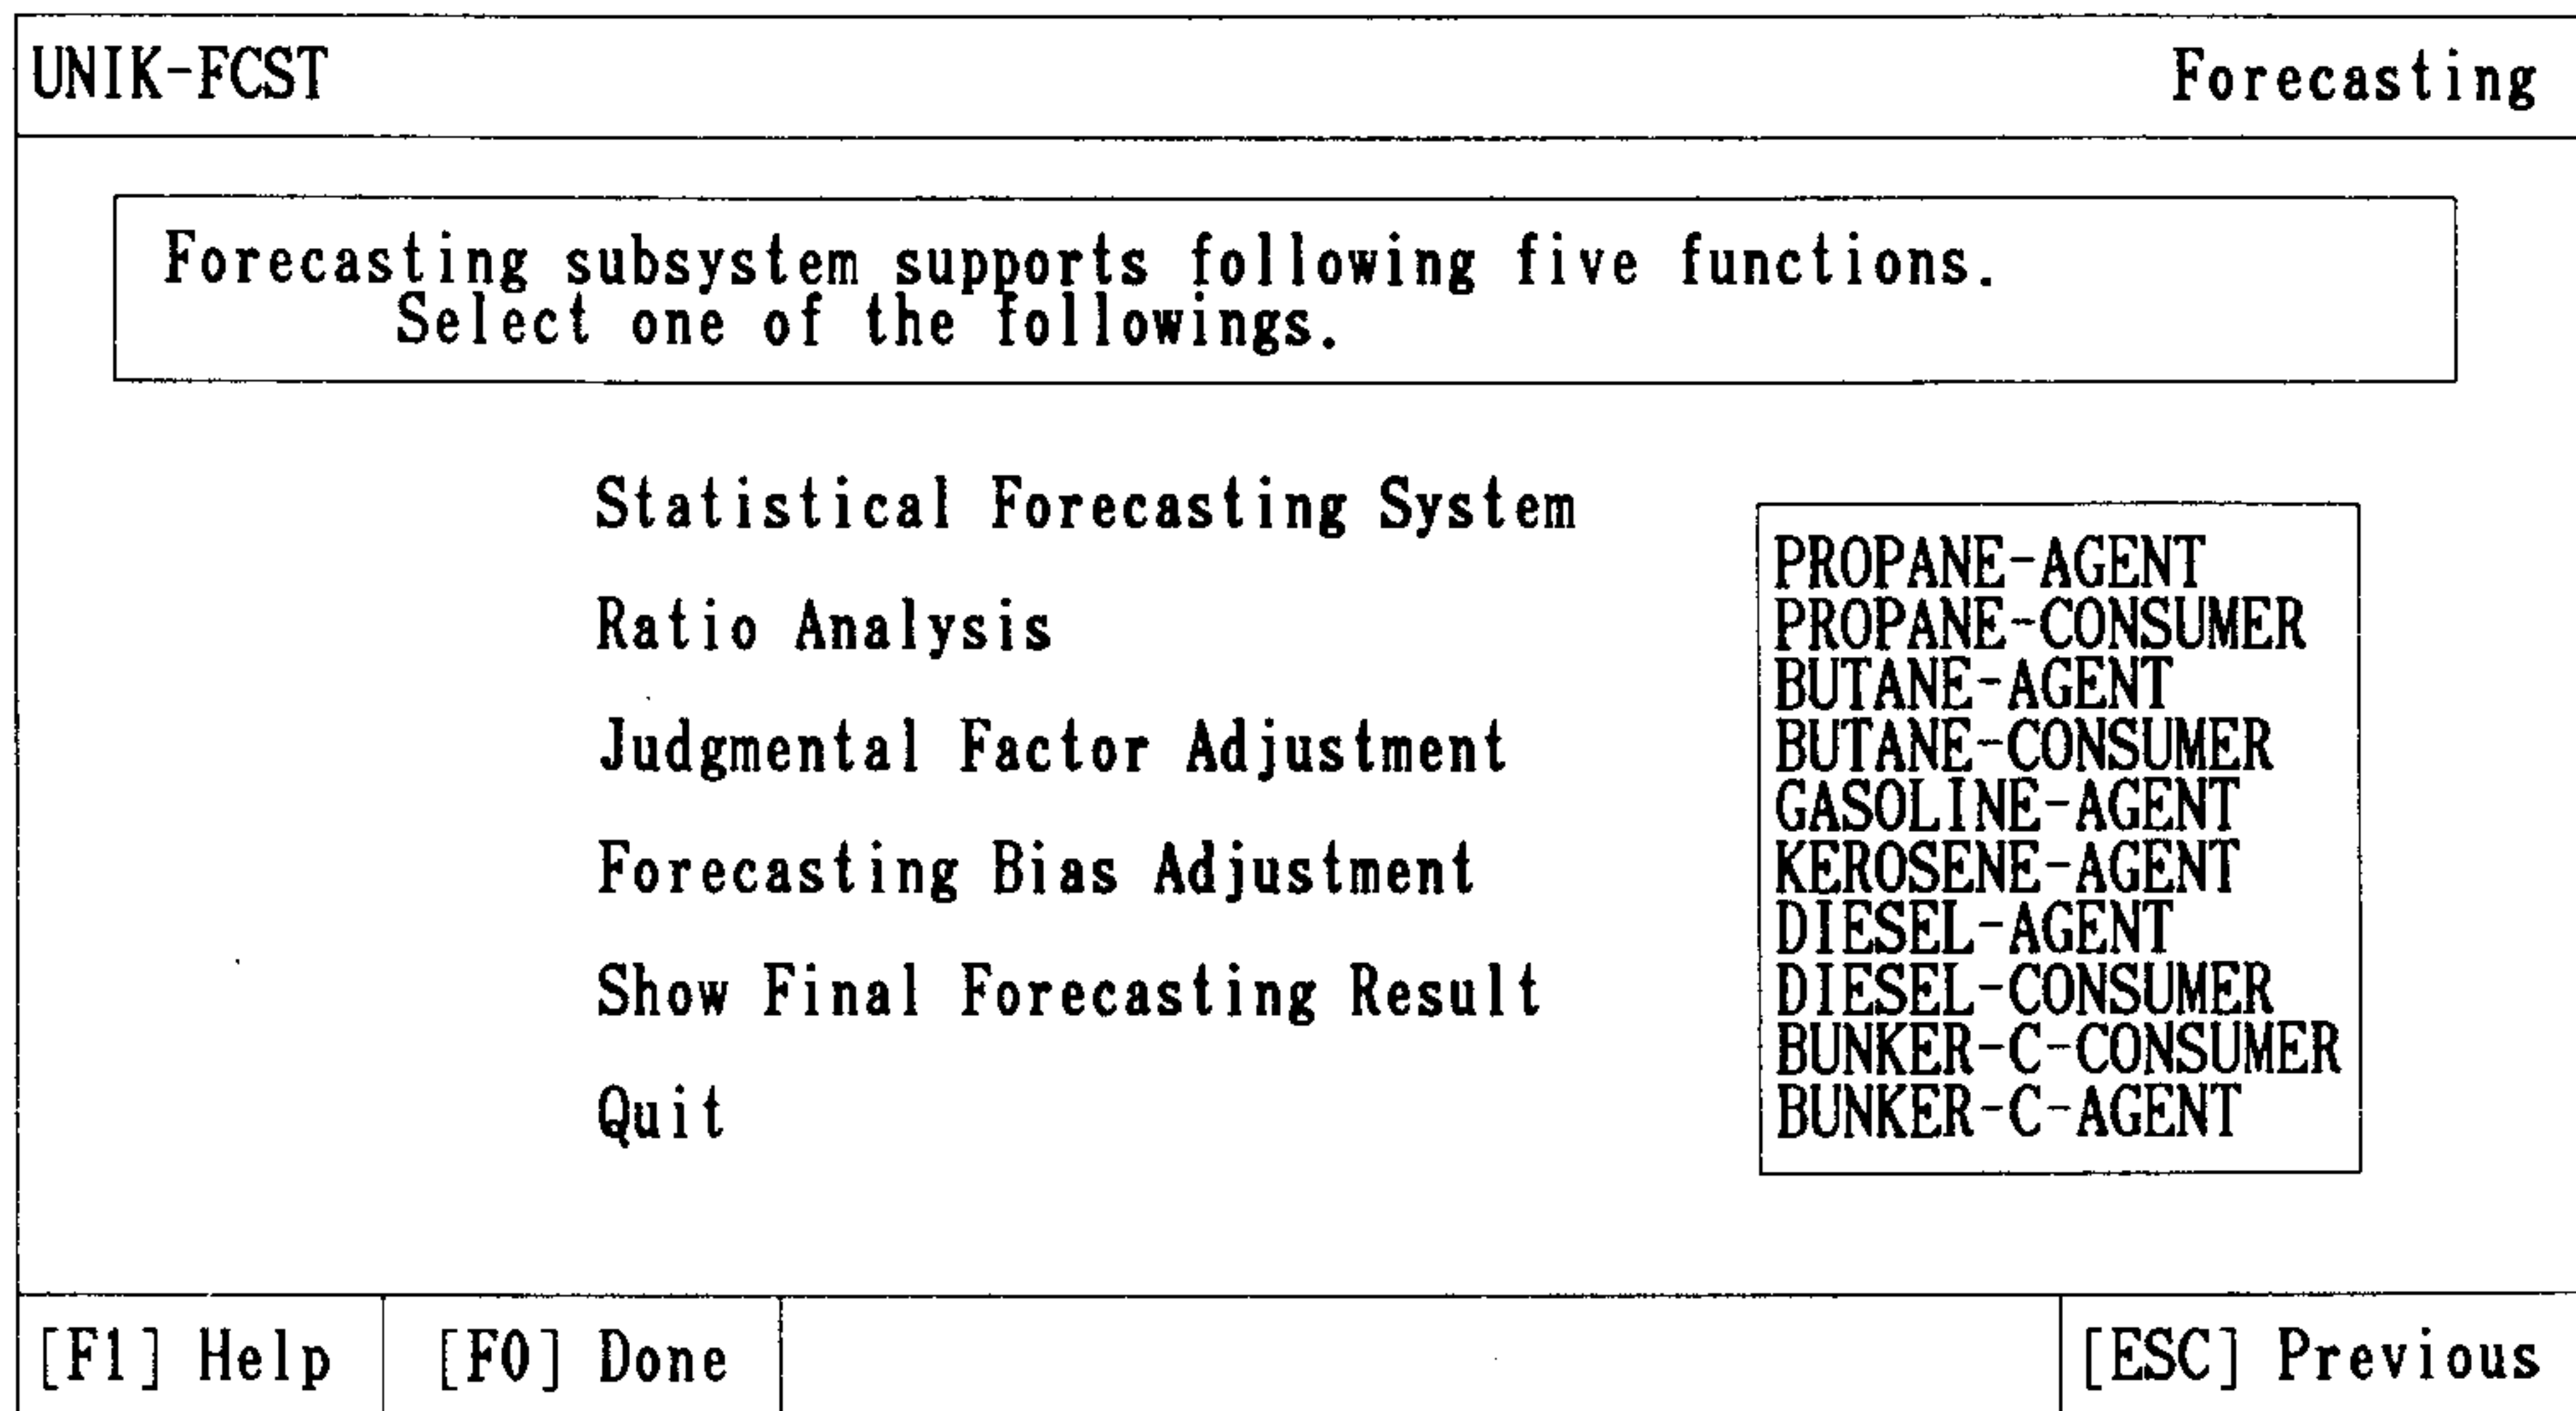 UNIK-FCST
Forecasting
Forecasting subsystem supports following five functions.
Select one of the followings.
Statistical Forecasting System
Ratio Analysis
Judgmental Factor Adjustment
Forecasting Bias Adjustment
Show Final Forecasting Result
Quit
PROPANE-AGENT
PROPANE-CONSUMER
BUTANE-AGENT
BUTANE-CONSUMER
GASOLINE-AGENT
KEROSENE-AGENT
DIESEL-AGENT
DIESEL-CONSUMER
BUNKER-C-CONSUMER
BUNKER-C-AGENT
[F1] Help
[F0] Done
[ESC] Previous